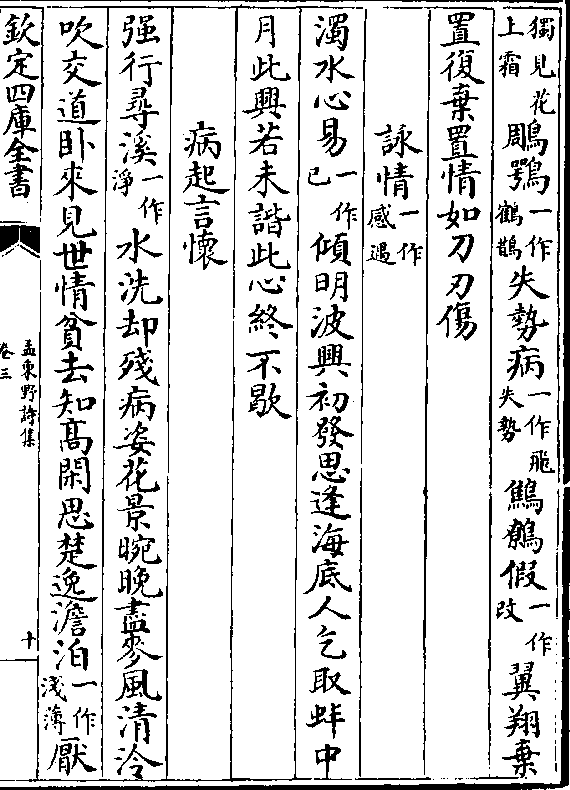 獨見花上霜鵰鶚一作鶴鵲失勢病一作飛失勢鷦鷯假一作改翼翔棄
置復棄置情如刀刃傷
詠情一作感遇
濁水心易一作已傾明波興初發思逢海底人乞取蚌中
月此興若未諧此心終不歇
病起言懷
强行尋溪一作淨水洗却殘病姿花景晼晚盡麥風清泠
吹交道卧來見世情貧去知髙閑思楚逸澹泊一作淺薄厭
欽定四庫全書
孟東野詩集
卷三
十